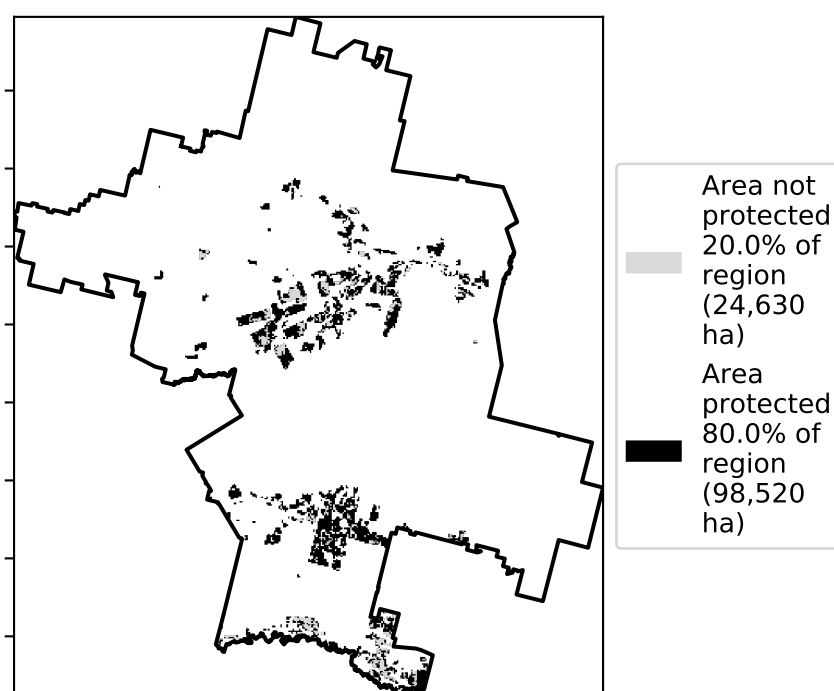 Area not
protected
20.0% of
region
(24,630
ha)
Area
protected
80.0% of
region
(98,520
ha)